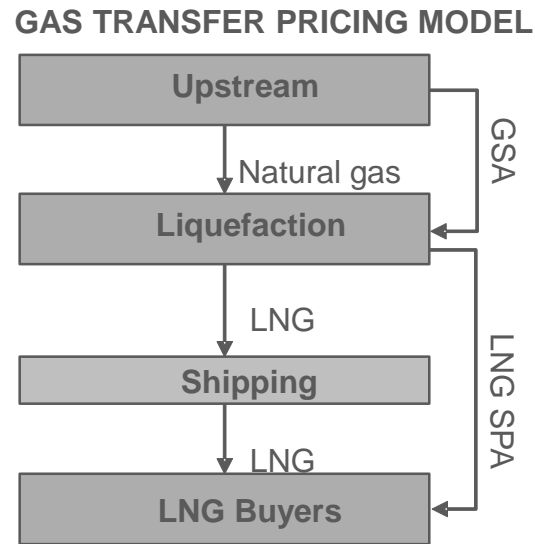 GAS TRANSFER PRICING MODEL
Upstream
GSA
Natural gas
Liquefaction
LNG
LNG SPA
Shipping
LNG
LNG Buyers